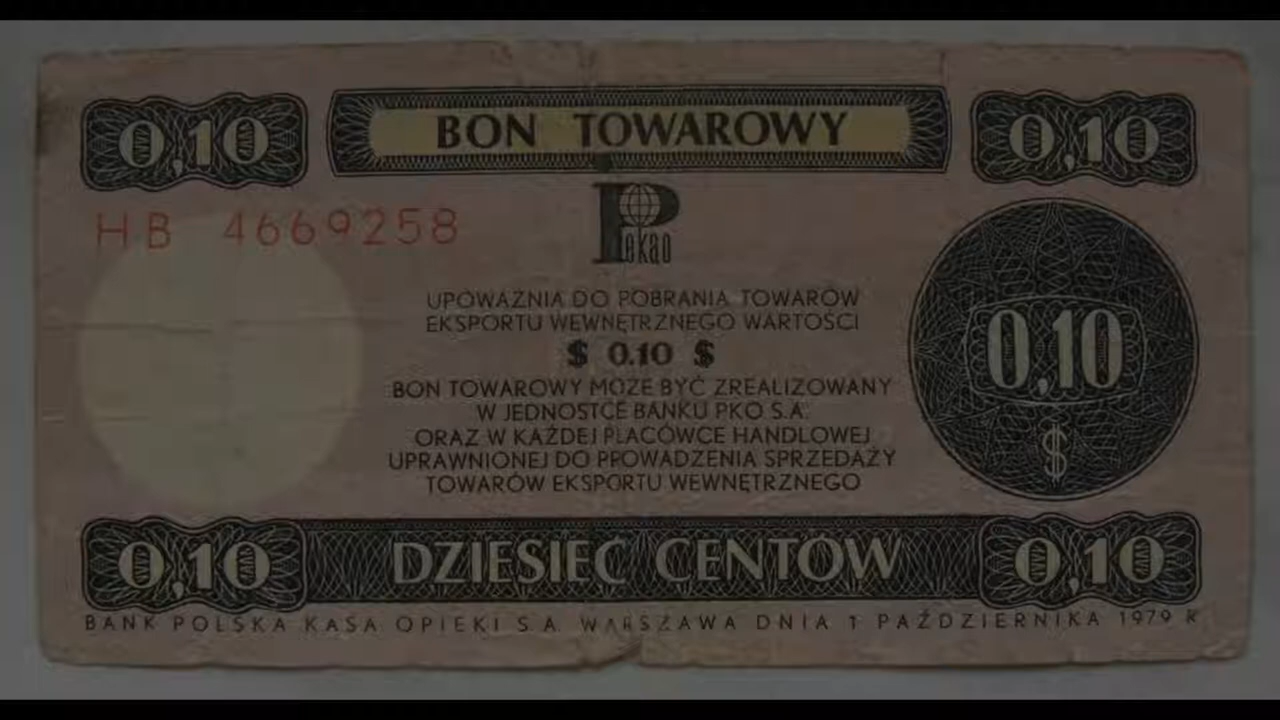 0,10 BON TOWAROWY 0,10
HB 4669258
Pekao
UPOWAŻNIA DO POBRANIA TOWARÓW
EKSPORTU WEWNĘTRZNEGO WARTOŚCI
$ 0.10 $
BON TOWAROWY MOŻE BYĆ ZREALIZOWANY
W JEDNOSTCE BANKU PKO S.A.
ORAZ W KAŻDEJ PLACÓWCE HANDLOWEJ
UPRAWNIONEJ DO PROWADZENIA SPRZEDAŻY
TOWARÓW EKSPORTU WEWNĘTRZNEGO
0,10
$
0,10 DZIESIĘĆ CENTÓW 0,10
BANK POLSKA KASA OPIEKI S.A. WARSZAWA DNIA 1 PAŹDZIERNIKA 1979 R